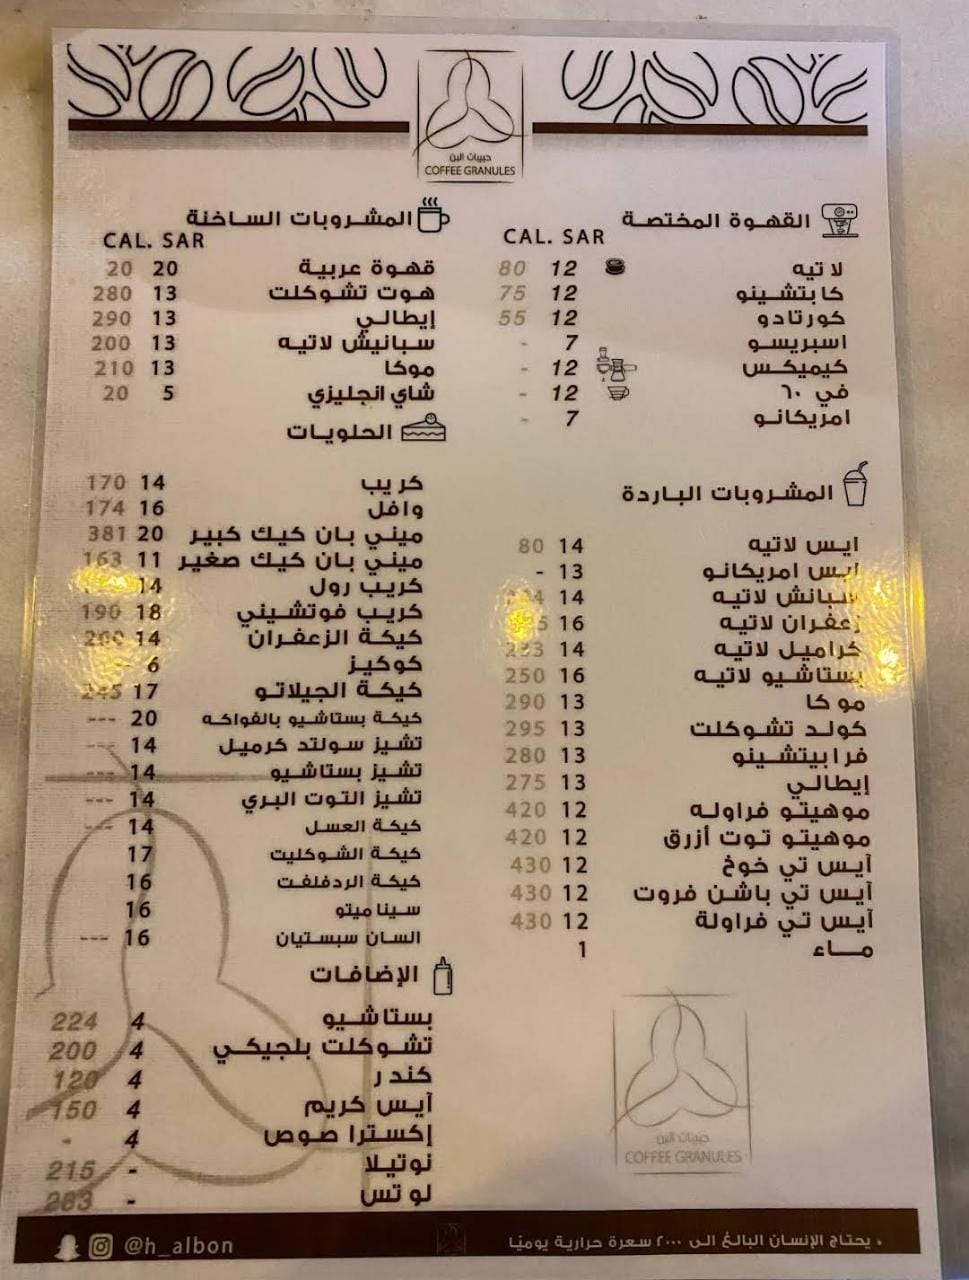 حبيبات البن
COFFEE GRANULES
القهوة المختصة
CAL. SAR
لاتيه 12 80
كابتشينو 12 75
كورتادو 12 55
اسبريسو 7 -
كيميكس 12 -
في ٦٠ 12 -
امريكانو 7 -
المشروبات الباردة
ايس لاتيه 14 80
ايس امريكانو 13 -
سبانش لاتيه 14
زعفران لاتيه 16
كراميل لاتيه 14 233
بستاشيو لاتيه 16 250
موكا 13 290
كولد تشوكلت 13 295
فرابيتشينو 13 280
إيطالي 13 275
موهيتو فراوله 12 420
موهيتو توت أزرق 12 420
آيس تي خوخ 12 430
آيس تي باشن فروت 12 430
آيس تي فراولة 12 430
ماء 1
حبيبات البن
COFFEE GRANULES
المشروبات الساخنة
CAL. SAR
قهوة عربية 20 20
هوت تشوكلت 13 280
إيطالي 13 290
سبانيش لاتيه 13 200
موكا 13 210
شاي انجليزي 5 20
الحلويات
كريب 14 170
وافل 16 174
ميني بان كيك كبير 20 381
ميني بان كيك صغير 11 163
كريب رول 14
كريب فوتشيني 18 190
كيكة الزعفران 14 200
كوكيز 6 --
كيكة الجيلاتو 17 245
كيكة بستاشيو بالفواكه 20 ---
تشيز سولتد كرميل 14 ---
تشيز بستاشيو 14 ---
تشيز التوت البري 14 ---
كيكة العسل 14 ---
كيكة الشوكليت 17
كيكة الردفلفت 16
سيناميتو 16
السان سبستيان 16 ---
الإضافات
بستاشيو 4 224
تشوكلت بلجيكي 4 200
كندر 4 120
آيس كريم 4 150
إكسترا صوص 4 -
نوتيلا - 215
لوتس - 263
. يحتاج الإنسان البالغ الى ٢٠٠٠ سعرة حرارية يوميًا
@h_albon